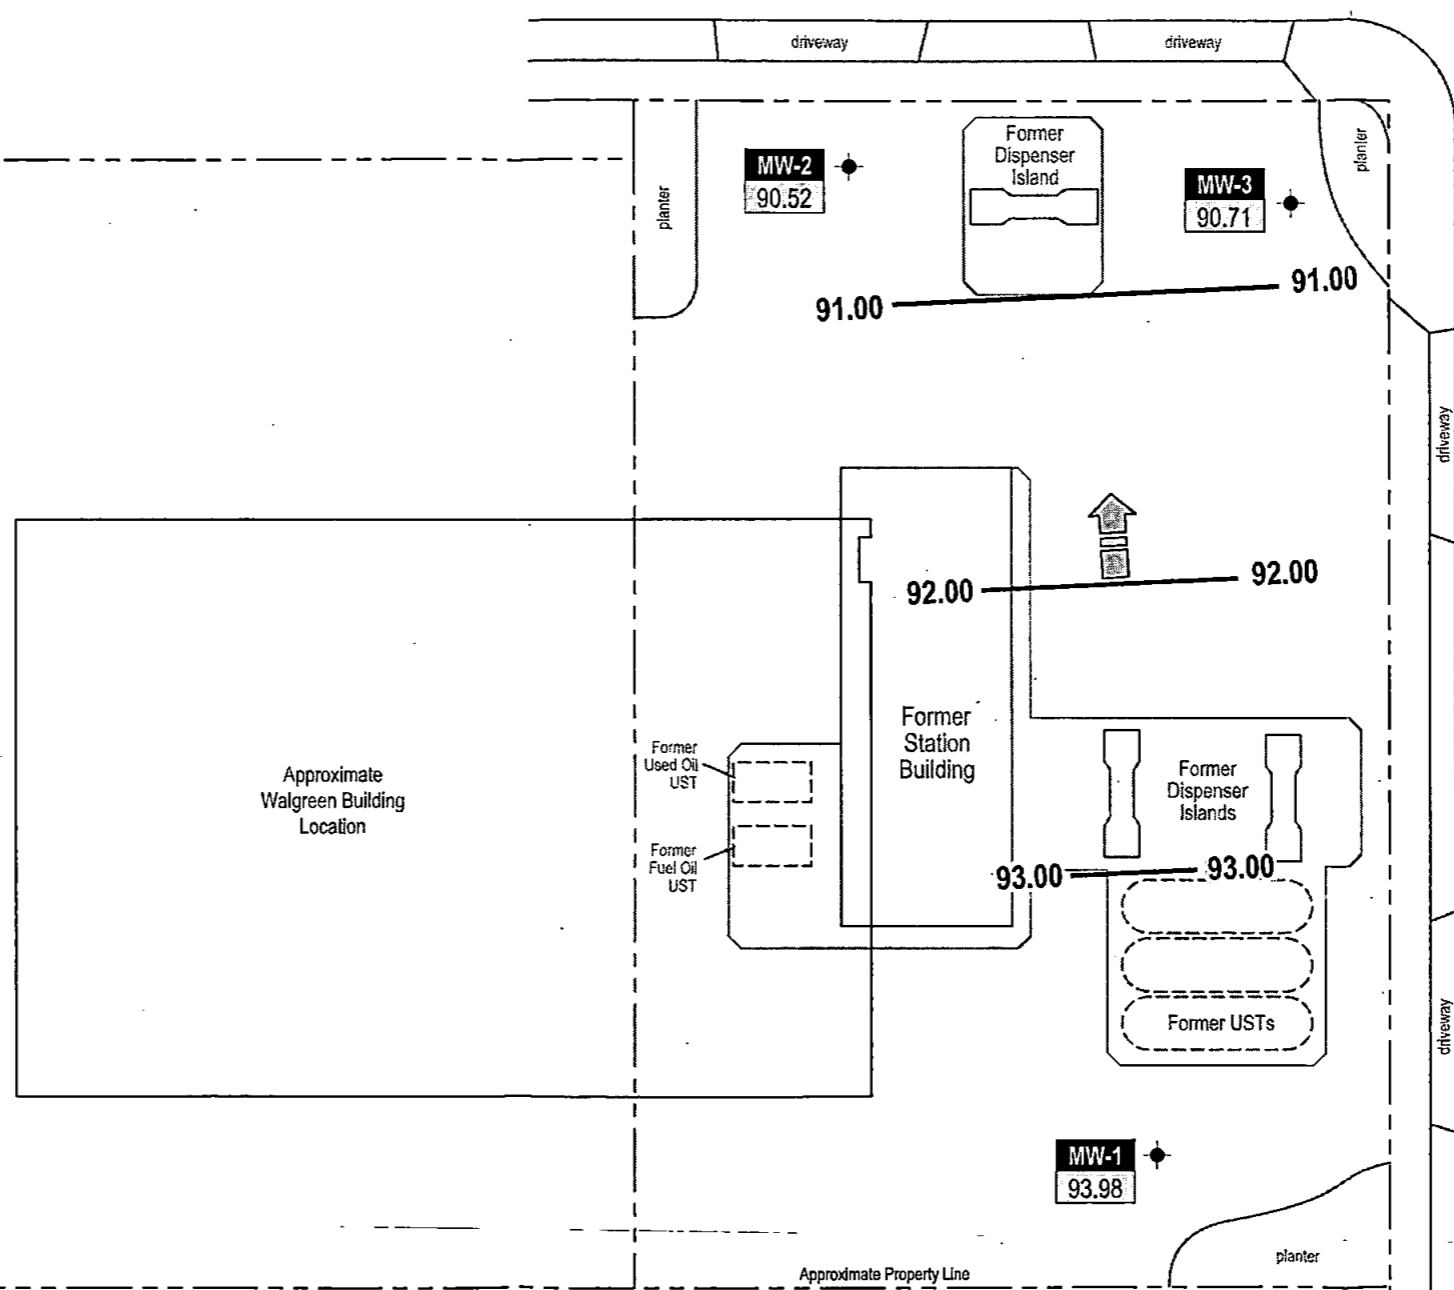 driveway
driveway
Former
Dispenser
Island
planter
MW-2
90.52
MW-3
90.71
planter
91.00
91.00
driveway
92.00
92.00
Former
Station
Building
Former
Used Oil
UST
Former
Dispenser
Islands
Approximate
Walgreen Building
Location
Former
Fuel Oil
UST
93.00
93.00
Former USTs
driveway
MW-1
93.98
planter
Approximate Property Line